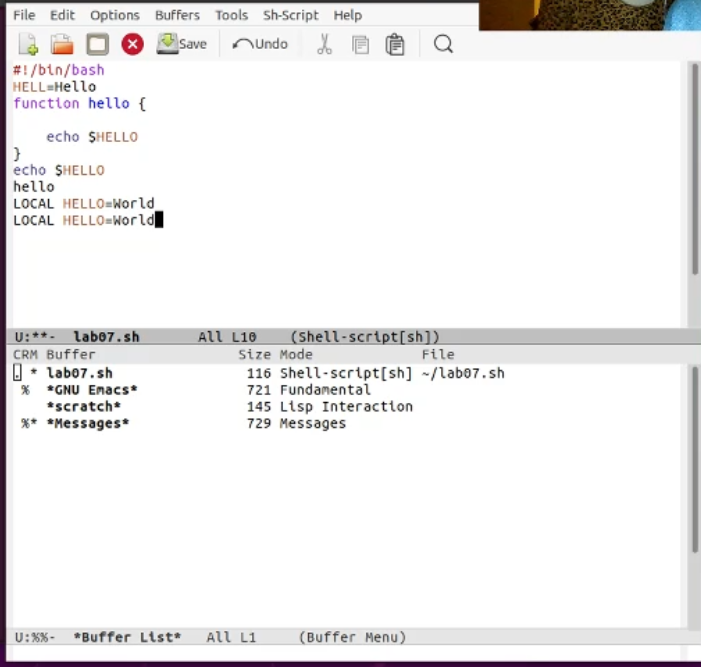 File Edit Options Buffers Tools Sh-Script Help
Save Undo
#!/bin/bash
HELL=Hello
function hello {
echo $HELLO
}
echo $HELLO
hello
LOCAL HELLO=World
LOCAL HELLO=World
U:**- lab07.sh All L10 (Shell-script[sh])
CRM Buffer Size Mode File
. * lab07.sh 116 Shell-script[sh] ~/lab07.sh
% *GNU Emacs* 721 Fundamental
*scratch* 145 Lisp Interaction
%* *Messages* 729 Messages
U:%%- *Buffer List* All L1 (Buffer Menu)